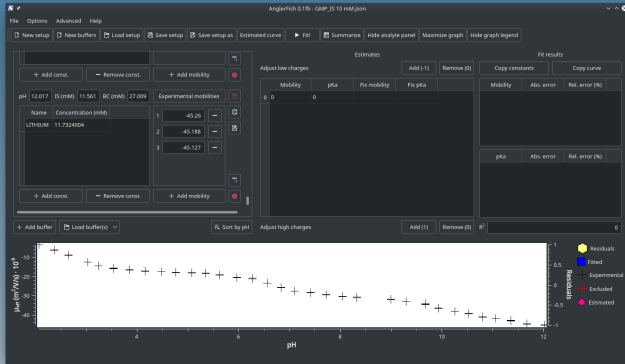 AnglerFish 0.1fb - GMP_IS 10 mM.json
File Options Advanced Help
New setup New buffers Load setup Save setup Save setup as Estimated curve Fit Summarize Hide analyte panel Maximize graph Hide graph legend
+ Add const. − Remove const. + Add mobility
pH 12.017 IS (mM) 11.561 BC (mM) 27.009 Experimental mobilities
Name Concentration (mM)
LITHIUM 11.7324004
1 -45.26 −
2 -45.188 −
3 -45.127 −
+ Add const. − Remove const. + Add mobility
+ Add buffer Load buffer(s) Sort by pH
Estimates
Adjust low charges Add (-1) Remove (0)
Mobility pKa Fix mobility Fix pKa
0 0 0
Adjust high charges Add (1) Remove (0)
Fit results
Copy constants Copy curve
Mobility Abs. error Rel. error (%)
pKa Abs. error Rel. error (%)
R² 0
μeff (m²/V/s) · 10⁻⁹
-10
-20
-30
-40
4 6 8 10 12
pH
1
0.5
0
-0.5
-1
Residuals
Residuals
Fitted
Experimental
Excluded
Estimated